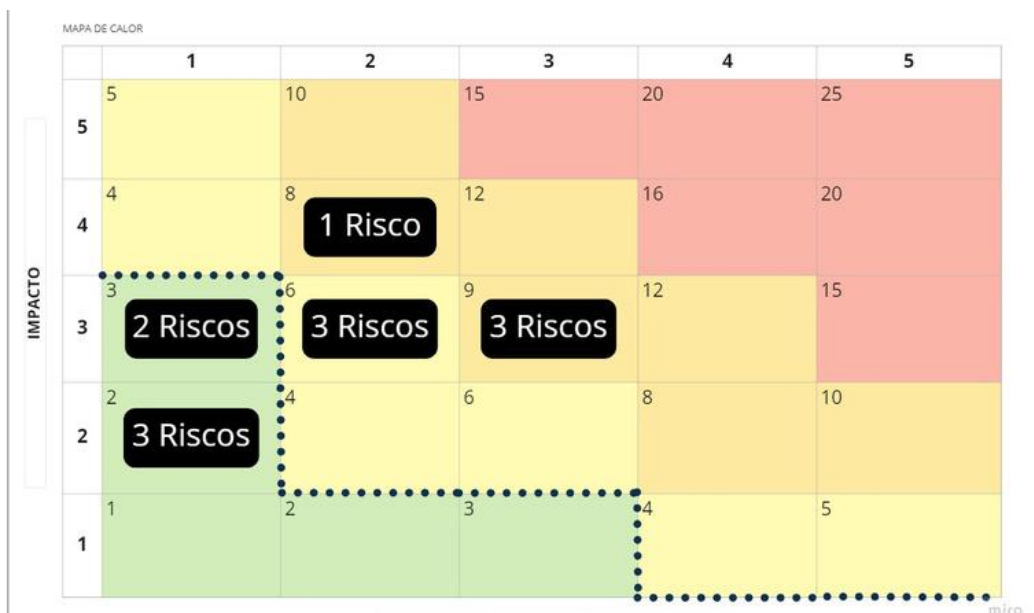 MAPA DE CALOR
1 2 3 4 5
5 10 15 20 25
5
4 8 12 16 20
4 1 Risco
3 6 9 12 15
IMPACTO 3 2 Riscos 3 Riscos 3 Riscos
2 4 6 8 10
2 3 Riscos
1 2 3 4 5
1
miro